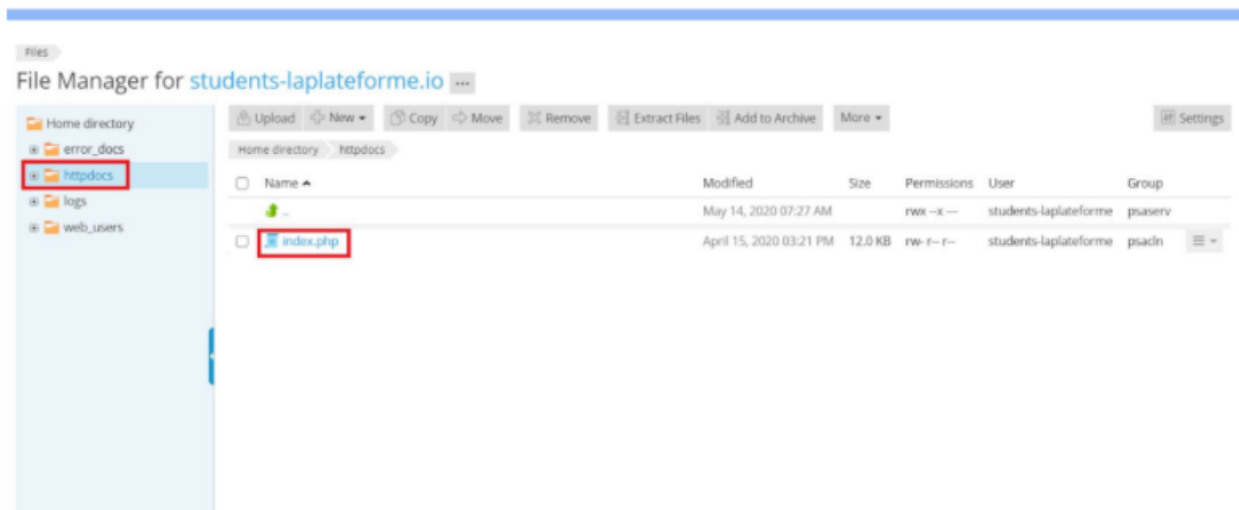 Files
File Manager for students-laplateforme.io ...
Home directory
error_docs
httpdocs
logs
web_users
Upload New Copy Move Remove Extract Files Add to Archive More Settings
Home directory httpdocs
Name Modified Size Permissions User Group
.. May 14, 2020 07:27 AM rwx --x --- students-laplateforme psaserv
index.php April 15, 2020 03:21 PM 12.0 KB rw- r-- r-- students-laplateforme psacln